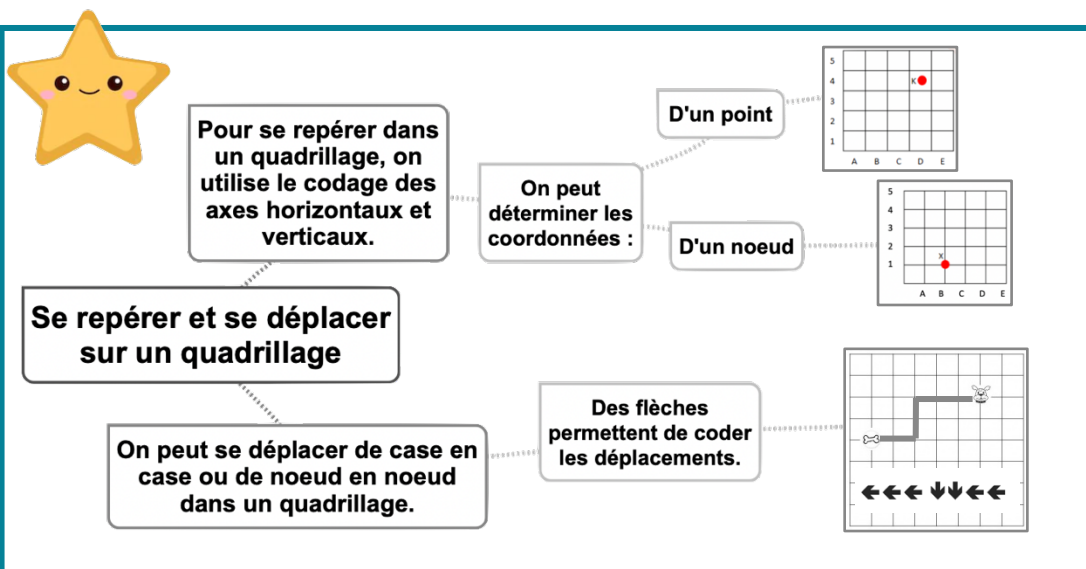 Pour se repérer dans
un quadrillage, on
utilise le codage des
axes horizontaux et
verticaux.
On peut
déterminer les
coordonnées :
D'un point
5
4
3
2
1
K
A B C D E
D'un noeud
5
4
3
2
1
X
A B C D E
Se repérer et se déplacer
sur un quadrillage
On peut se déplacer de case en
case ou de noeud en noeud
dans un quadrillage.
Des flèches
permettent de coder
les déplacements.